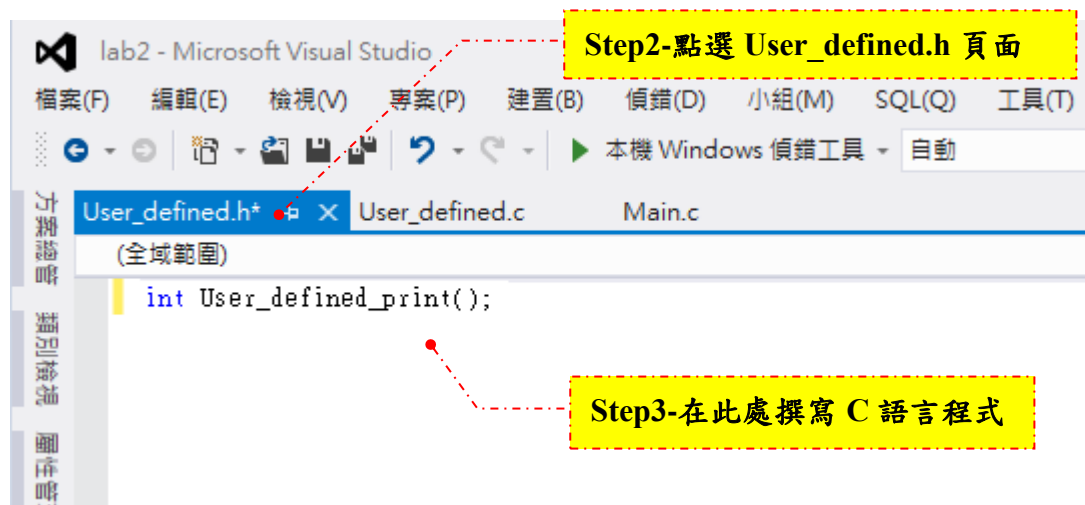 lab2 - Microsoft Visual Studio
Step2-點選 User_defined.h 頁面
檔案(F) 編輯(E) 檢視(V) 專案(P) 建置(B) 偵錯(D) 小組(M) SQL(Q) 工具(T)
本機 Windows 偵錯工具 自動
User_defined.h* User_defined.c Main.c
(全域範圍)
int User_defined_print();
Step3-在此處撰寫 C 語言程式
方案總管
類別檢視
屬性管